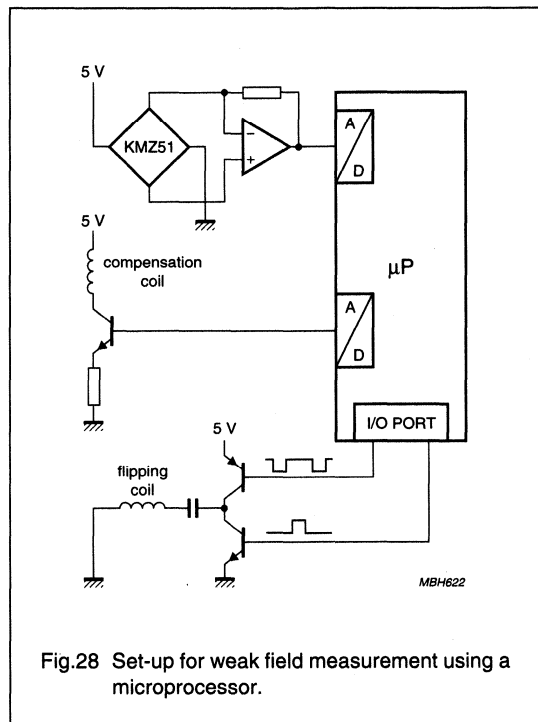 5 V
KMZ51
−
+
A
D
5 V
compensation
coil
μP
A
D
I/O PORT
5 V
flipping
coil
MBH622
Fig.28 Set-up for weak field measurement using a
microprocessor.